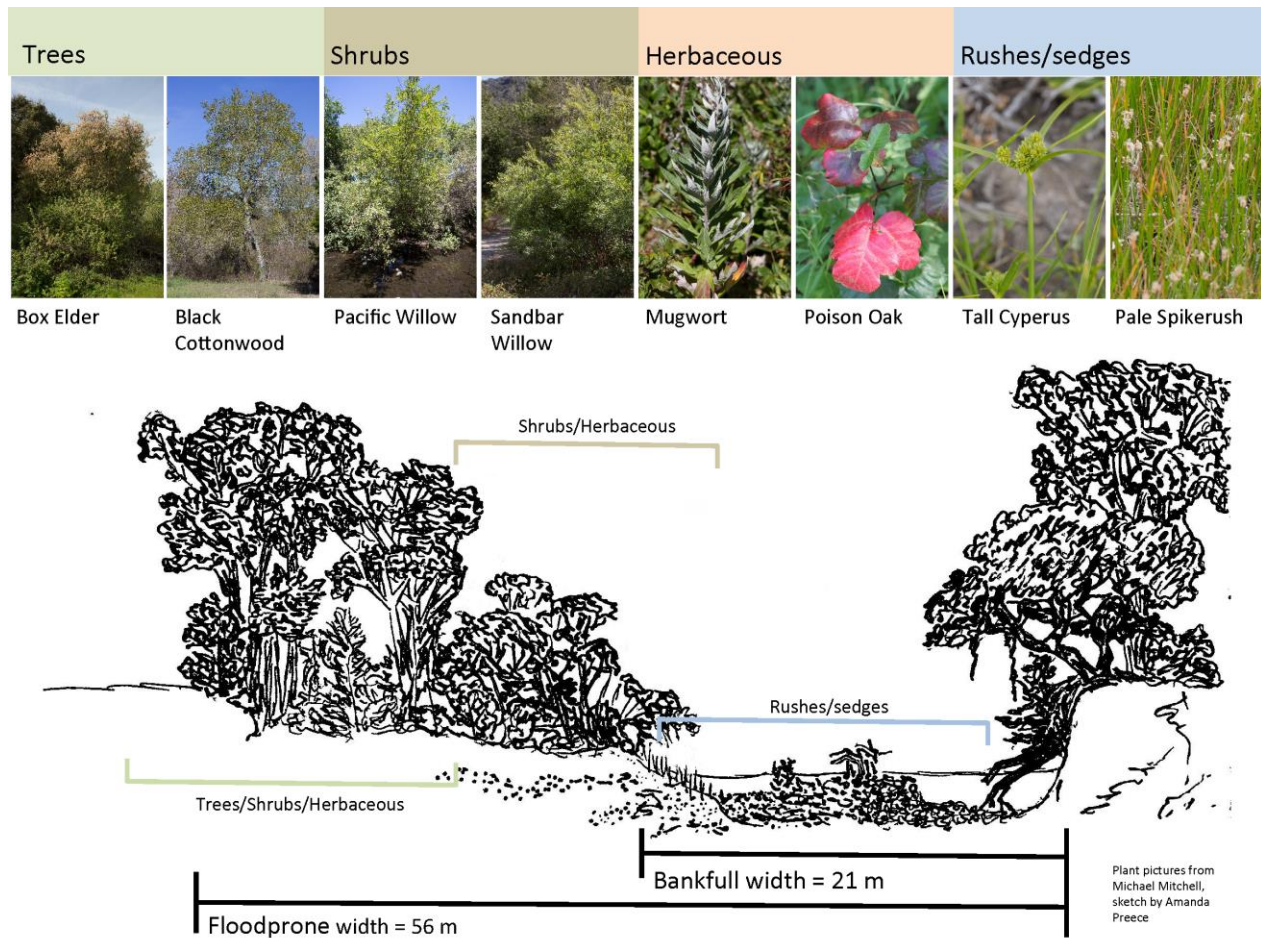 Trees
Shrubs
Herbaceous
Rushes/sedges
Box Elder
Black
Cottonwood
Pacific Willow
Sandbar
Willow
Mugwort
Poison Oak
Tall Cyperus
Pale Spikerush
Shrubs/Herbaceous
Rushes/sedges
Trees/Shrubs/Herbaceous
Bankfull width = 21 m
Floodprone width = 56 m
Plant pictures from
Michael Mitchell,
sketch by Amanda
Preece